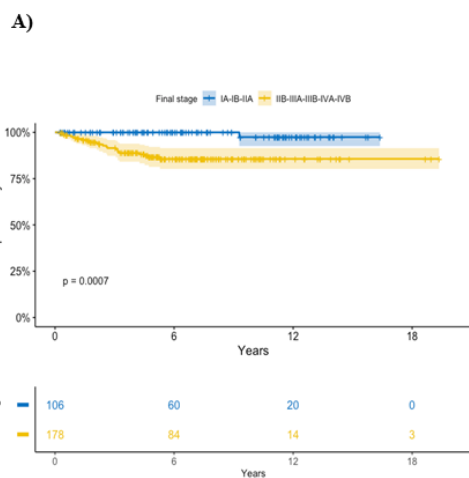 A)
Final stage IA-IB-IIA IIB-IIIA-IIIB-IVA-IVB
100%
75%
50%
25%
0%
p = 0.0007
0 6 12 18
Years
106 60 20 0
178 84 14 3
0 6 12 18
Years